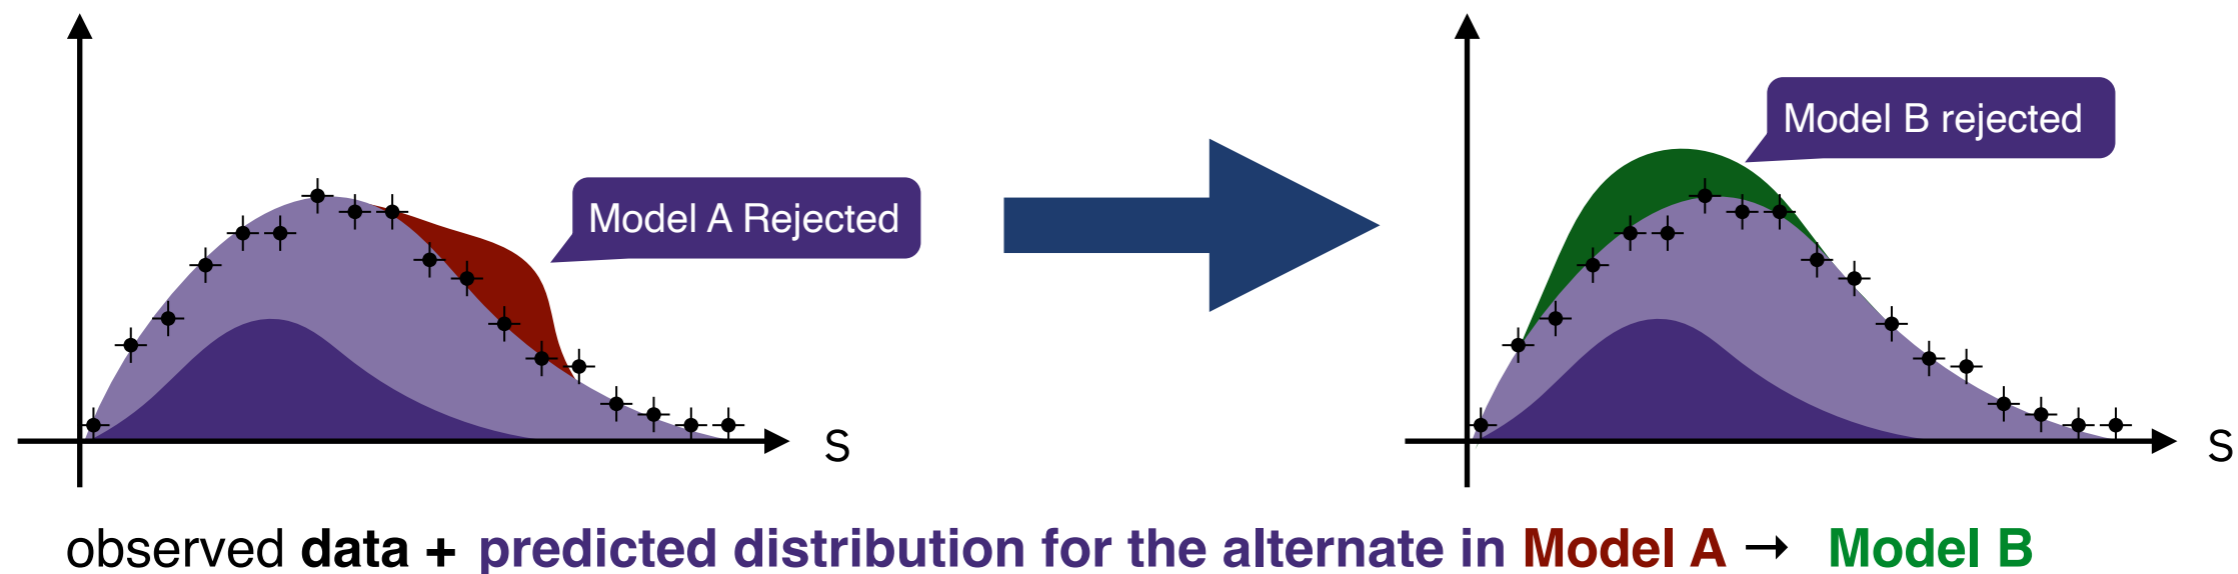 Model B rejected
Model A Rejected
S
S
observed data + predicted distribution for the alternate in Model A → Model B